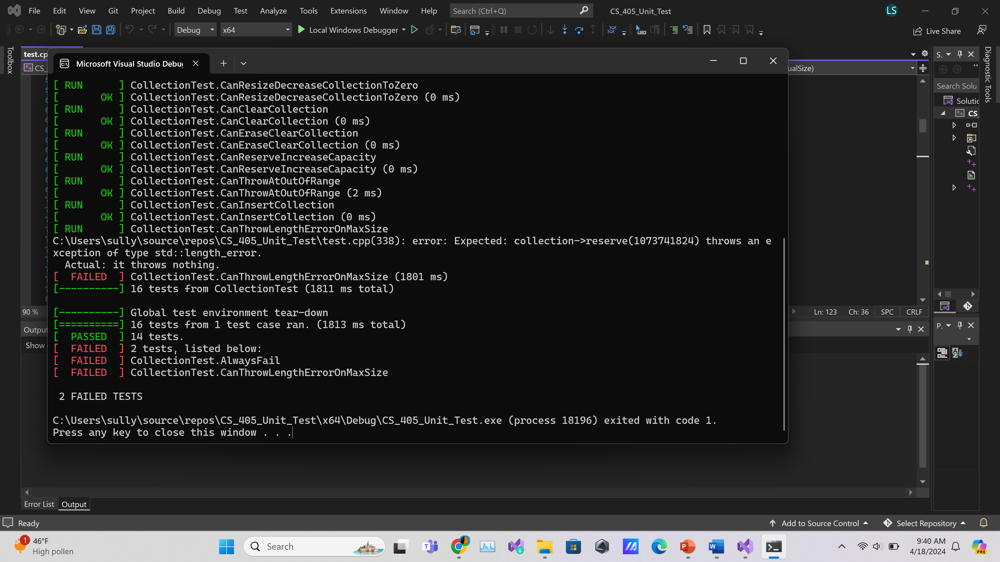 File Edit View Git Project Build Debug Test Analyze Tools Extensions Window Help Search (Ctrl+Q) CS_405_Unit_Test LS
Debug x64 Local Windows Debugger Live Share
Toolbox
test.cp
Microsoft Visual Studio Debu
S.
Diagnostic Tools
CS_
ualSize)
Search Solu
Solutio
CS_
[ RUN      ] CollectionTest.CanResizeDecreaseCollectionToZero
[       OK ] CollectionTest.CanResizeDecreaseCollectionToZero (0 ms)
[ RUN      ] CollectionTest.CanClearCollection
[       OK ] CollectionTest.CanClearCollection (0 ms)
[ RUN      ] CollectionTest.CanEraseClearCollection
[       OK ] CollectionTest.CanEraseClearCollection (0 ms)
[ RUN      ] CollectionTest.CanReserveIncreaseCapacity
[       OK ] CollectionTest.CanReserveIncreaseCapacity (0 ms)
[ RUN      ] CollectionTest.CanThrowAtOutOfRange
[       OK ] CollectionTest.CanThrowAtOutOfRange (2 ms)
[ RUN      ] CollectionTest.CanInsertCollection
[       OK ] CollectionTest.CanInsertCollection (0 ms)
[ RUN      ] CollectionTest.CanThrowLengthErrorOnMaxSize
C:\Users\sully\source\repos\CS_405_Unit_Test\test.cpp(338): error: Expected: collection->reserve(1073741824) throws an e
xception of type std::length_error.
  Actual: it throws nothing.
[  FAILED  ] CollectionTest.CanThrowLengthErrorOnMaxSize (1801 ms)
[----------] 16 tests from CollectionTest (1811 ms total)
[----------] Global test environment tear-down
[==========] 16 tests from 1 test case ran. (1813 ms total)
[  PASSED  ] 14 tests.
[  FAILED  ] 2 tests, listed below:
[  FAILED  ] CollectionTest.AlwaysFail
[  FAILED  ] CollectionTest.CanThrowLengthErrorOnMaxSize
 2 FAILED TESTS
C:\Users\sully\source\repos\CS_405_Unit_Test\x64\Debug\CS_405_Unit_Test.exe (process 18196) exited with code 1.
Press any key to close this window . . .
90 %
Ln: 123 Ch: 36 SPC CRLF
Output
P.
Show
Error List Output
Ready Add to Source Control Select Repository
1 46°F
High pollen
Search
9:40 AM
4/18/2024
PRE